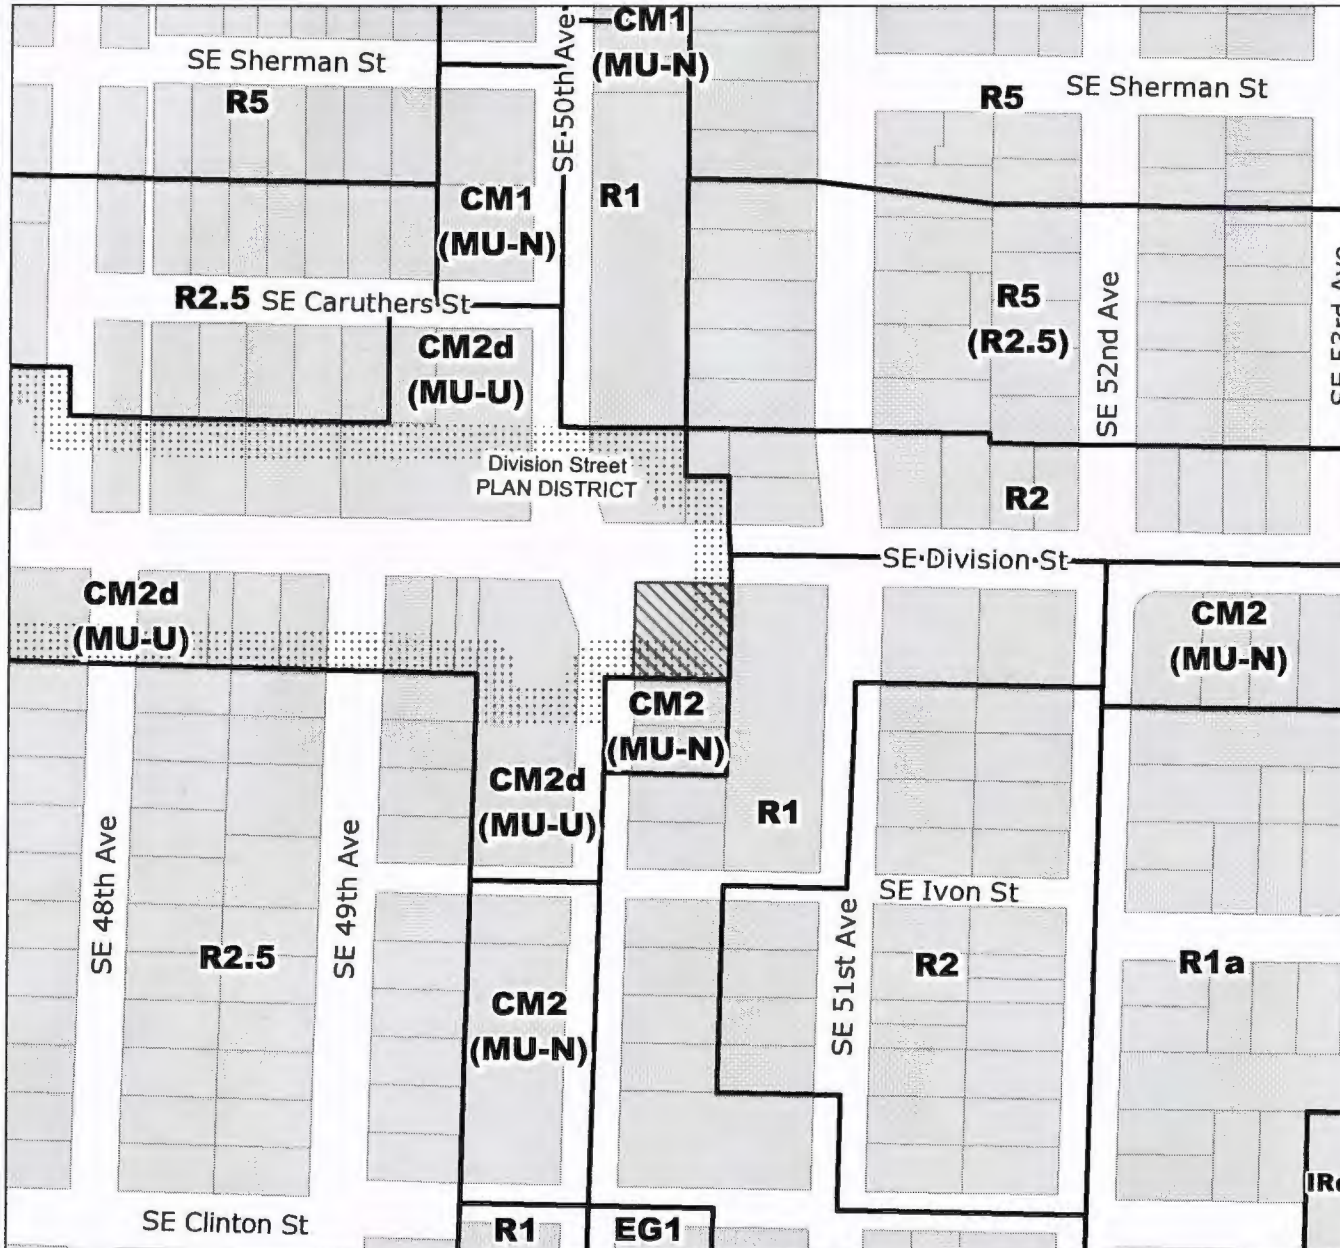 CM1
(MU-N)
SE·50th Ave·
SE Sherman St
R5
SE Sherman St
R5
CM1
(MU-N)
R1
R2.5 SE Caruthers St
R5
(R2.5)
SE 52nd Ave
SE 53rd Ave
CM2d
(MU-U)
Division Street
PLAN DISTRICT
R2
SE·Division·St
CM2d
(MU-U)
CM2
(MU-N)
CM2
(MU-N)
CM2d
(MU-U)
R1
SE 48th Ave
SE 49th Ave
SE Ivon St
SE 51st Ave
R2.5
R2
R1a
CM2
(MU-N)
SE Clinton St
R1
EG1